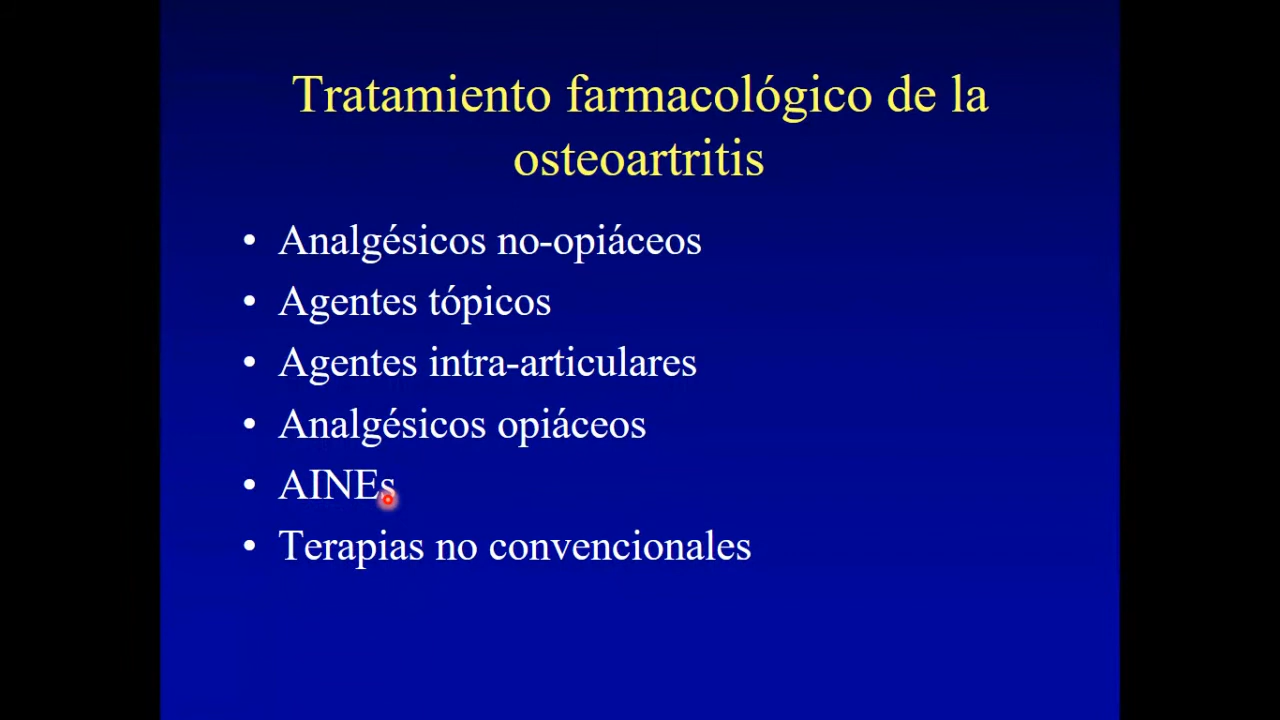 Tratamiento farmacológico de la
osteoartritis
• Analgésicos no-opiáceos
• Agentes tópicos
• Agentes intra-articulares
• Analgésicos opiáceos
• AINEs
• Terapias no convencionales